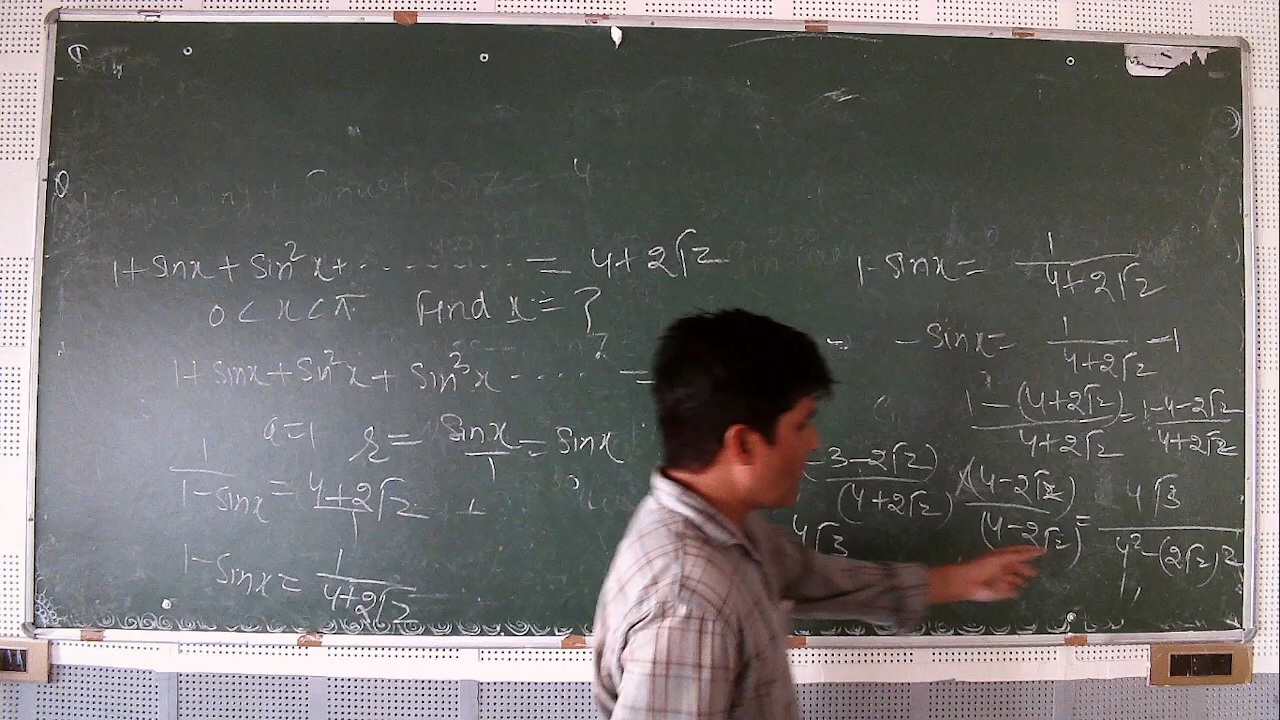 1+sinx + sin²x+ ......... = 4+2√2
0 < x < π find x = ?
1+sinx+sin²x+ sin³x ..... =
a=1 r = sinx/1 = sinx
1/1-sinx = 4+2√2/1
1-sinx = 1/4+2√2
1-sinx = 1/4+2√2
-sinx = 1/4+2√2 -1
1-(4+2√2)/4+2√2 = 1-4-2√2/4+2√2
-3-2√2)/(4+2√2) x (4-2√2)/(4-2√2) = 4√3/4²-(2√2)²
4√3